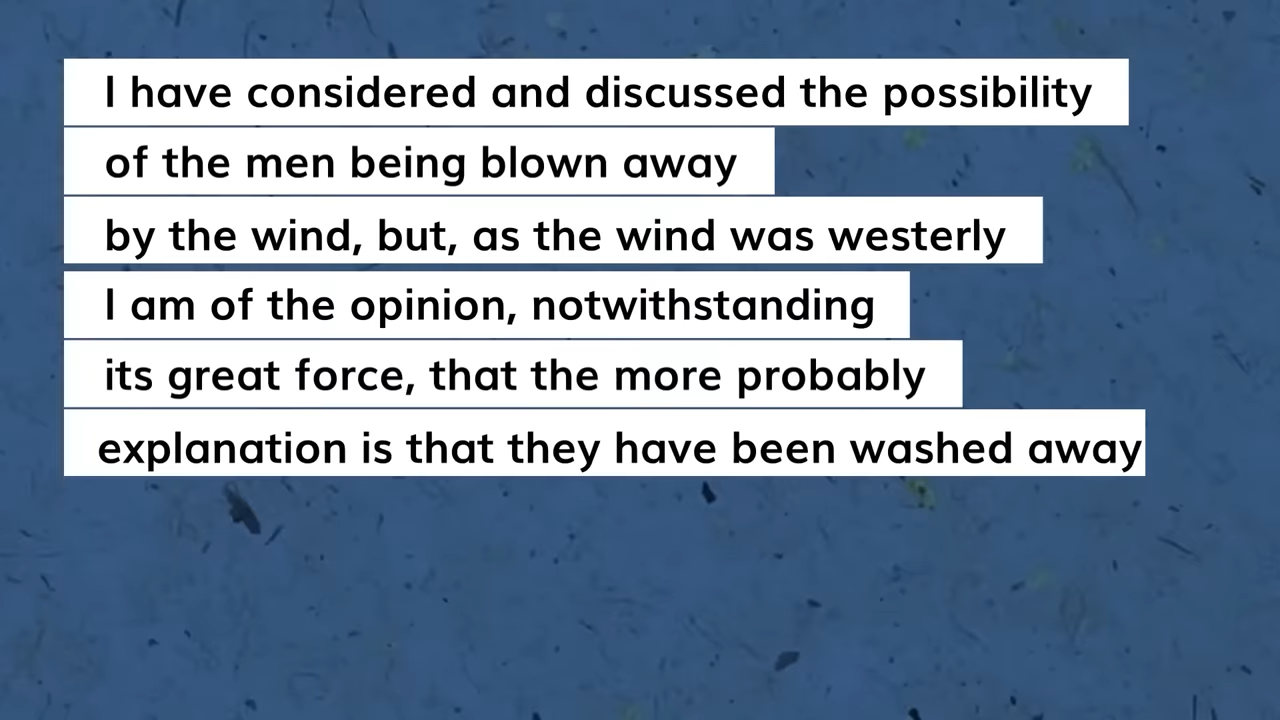 I have considered and discussed the possibility
of the men being blown away
by the wind, but, as the wind was westerly
I am of the opinion, notwithstanding
its great force, that the more probably
explanation is that they have been washed away